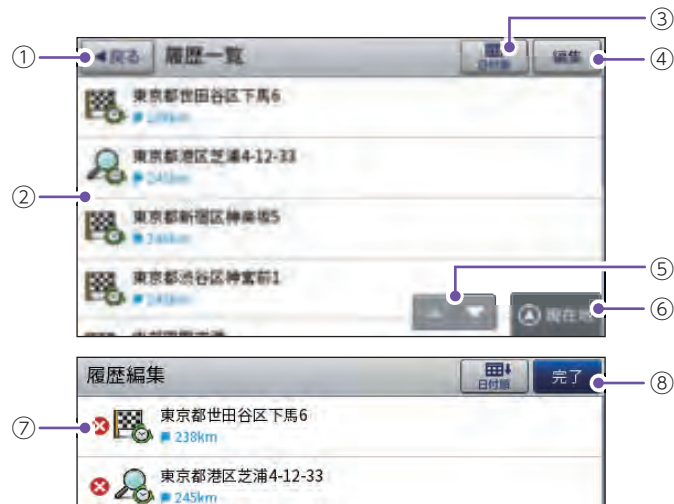 ③
① ◀戻る 履歴一覧 日付順 編集 ④
東京都世田谷区下馬6
東京都港区芝浦4-12-33
② 245km
東京都新宿区神楽坂5
東京都渋谷区神宮前1
⑤
現在地 ⑥
履歴編集 日付順 完了 ⑧
⑦ 東京都世田谷区下馬6
238km
東京都港区芝浦4-12-33
245km